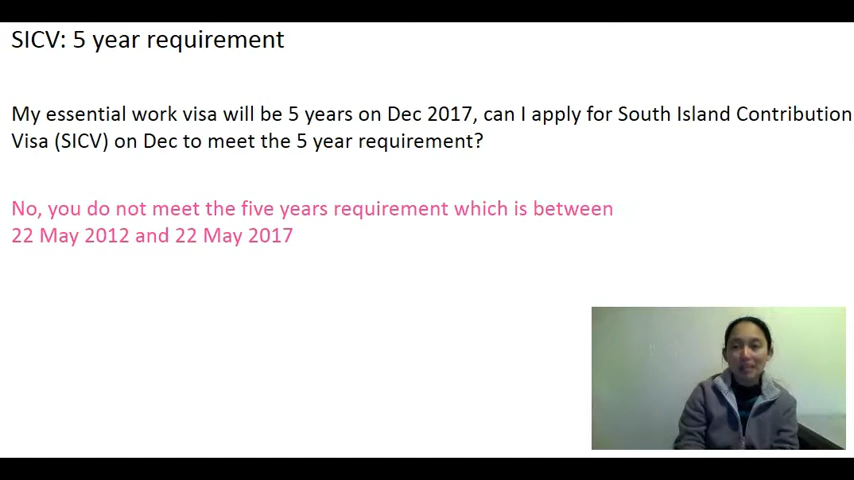 SICV: 5 year requirement
My essential work visa will be 5 years on Dec 2017, can I apply for South Island Contribution
Visa (SICV) on Dec to meet the 5 year requirement?
No, you do not meet the five years requirement which is between
22 May 2012 and 22 May 2017